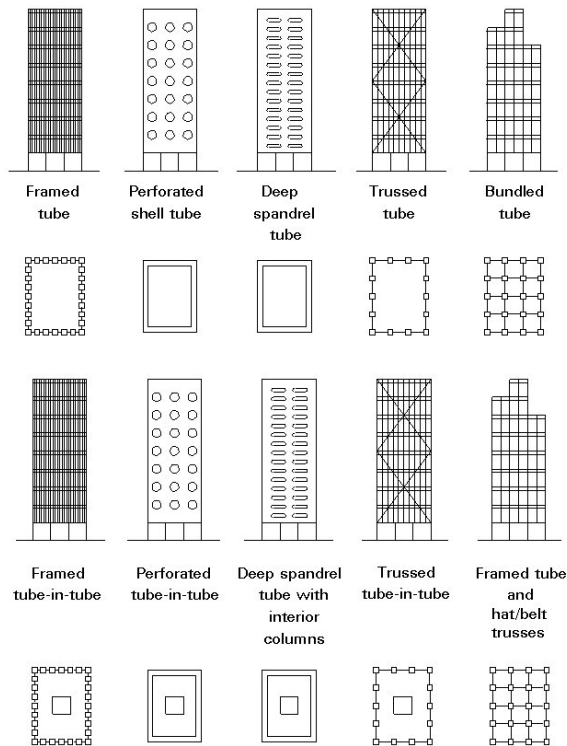 Framed
tube
Perforated
shell tube
Deep
spandrel
tube
Trussed
tube
Bundled
tube
Framed
tube-in-tube
Perforated
tube-in-tube
Deep spandrel
tube with
interior
columns
Trussed
tube-in-tube
Framed tube
and
hat/belt
trusses